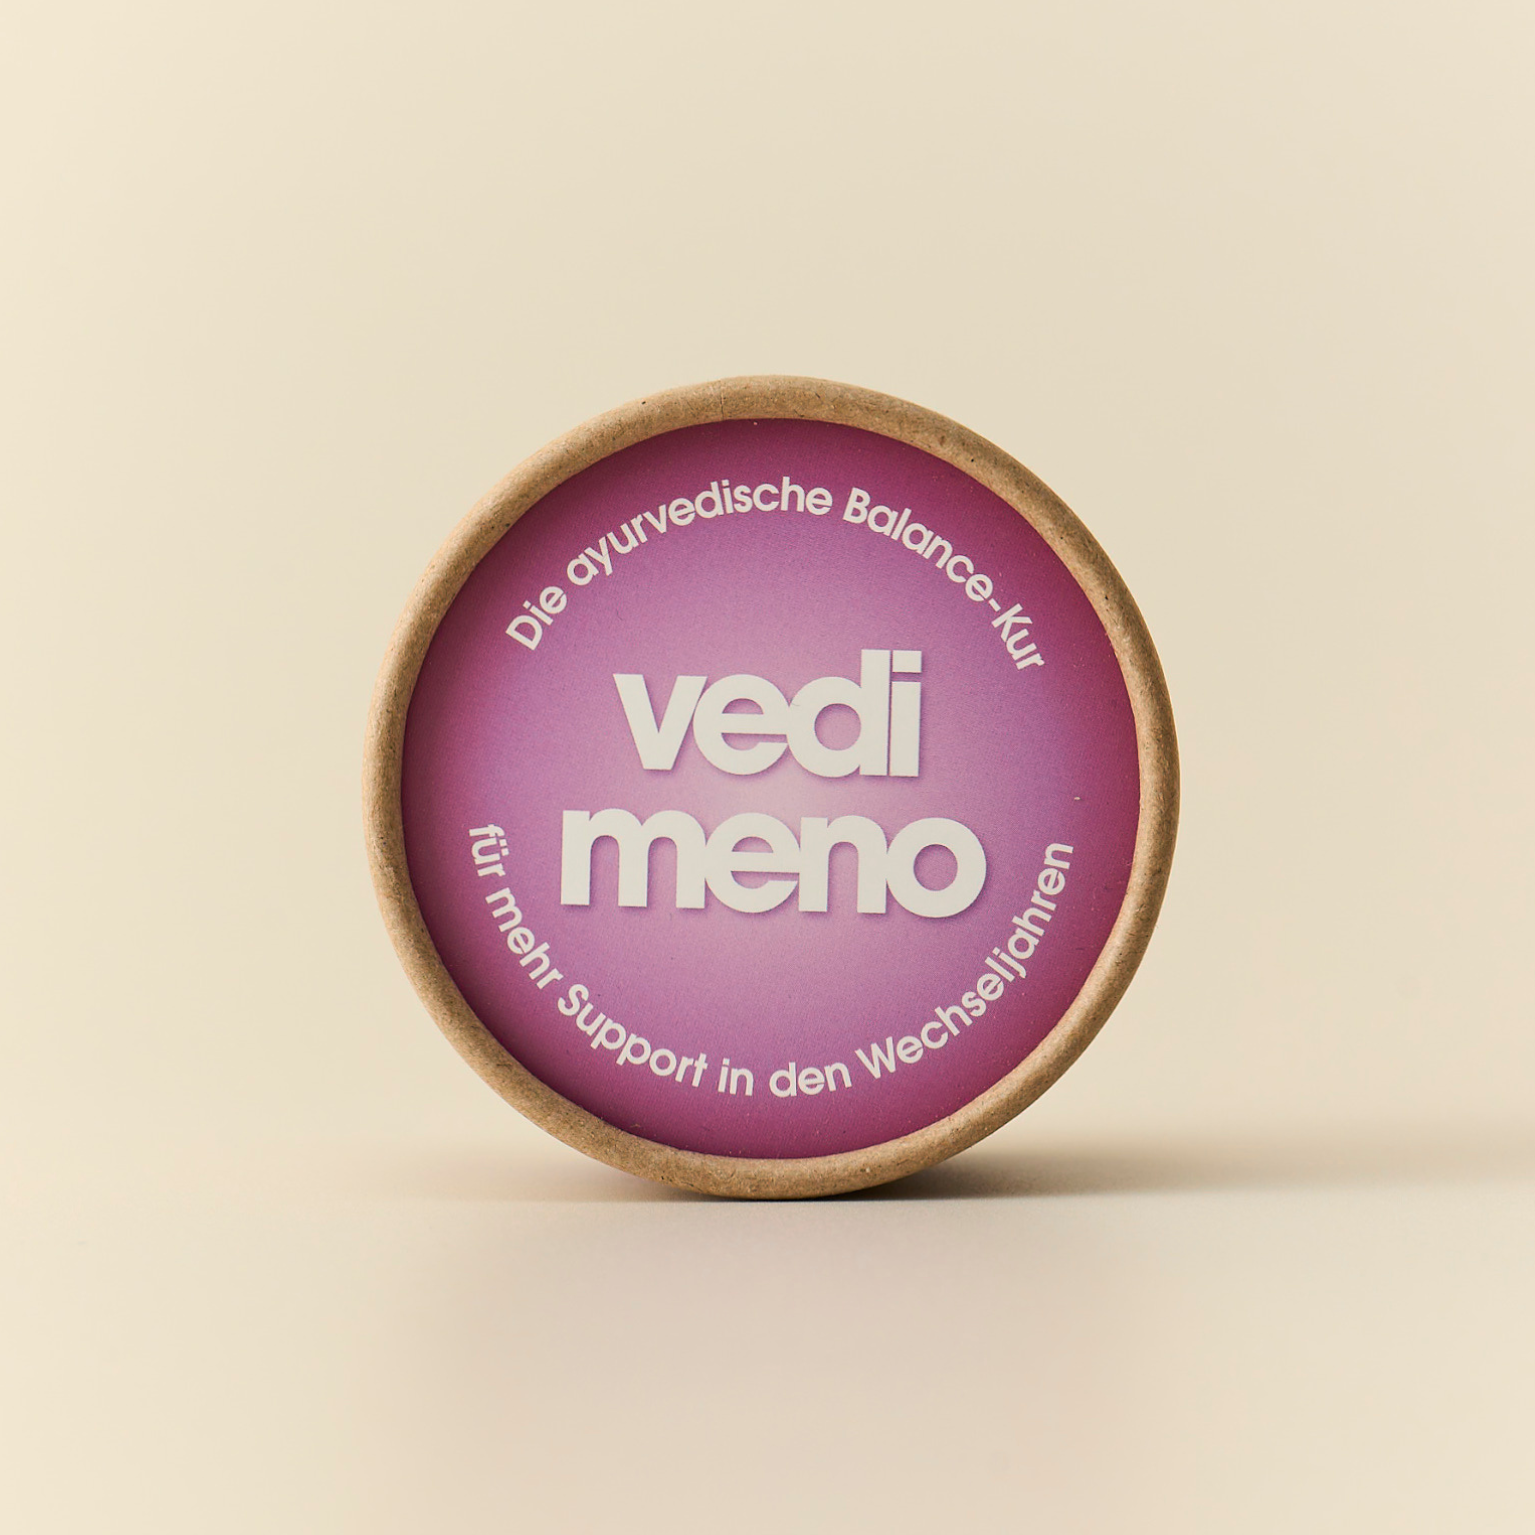 Die ayurvedische Balance-Kur
vedi
meno
für mehr Support in den Wechseljahren